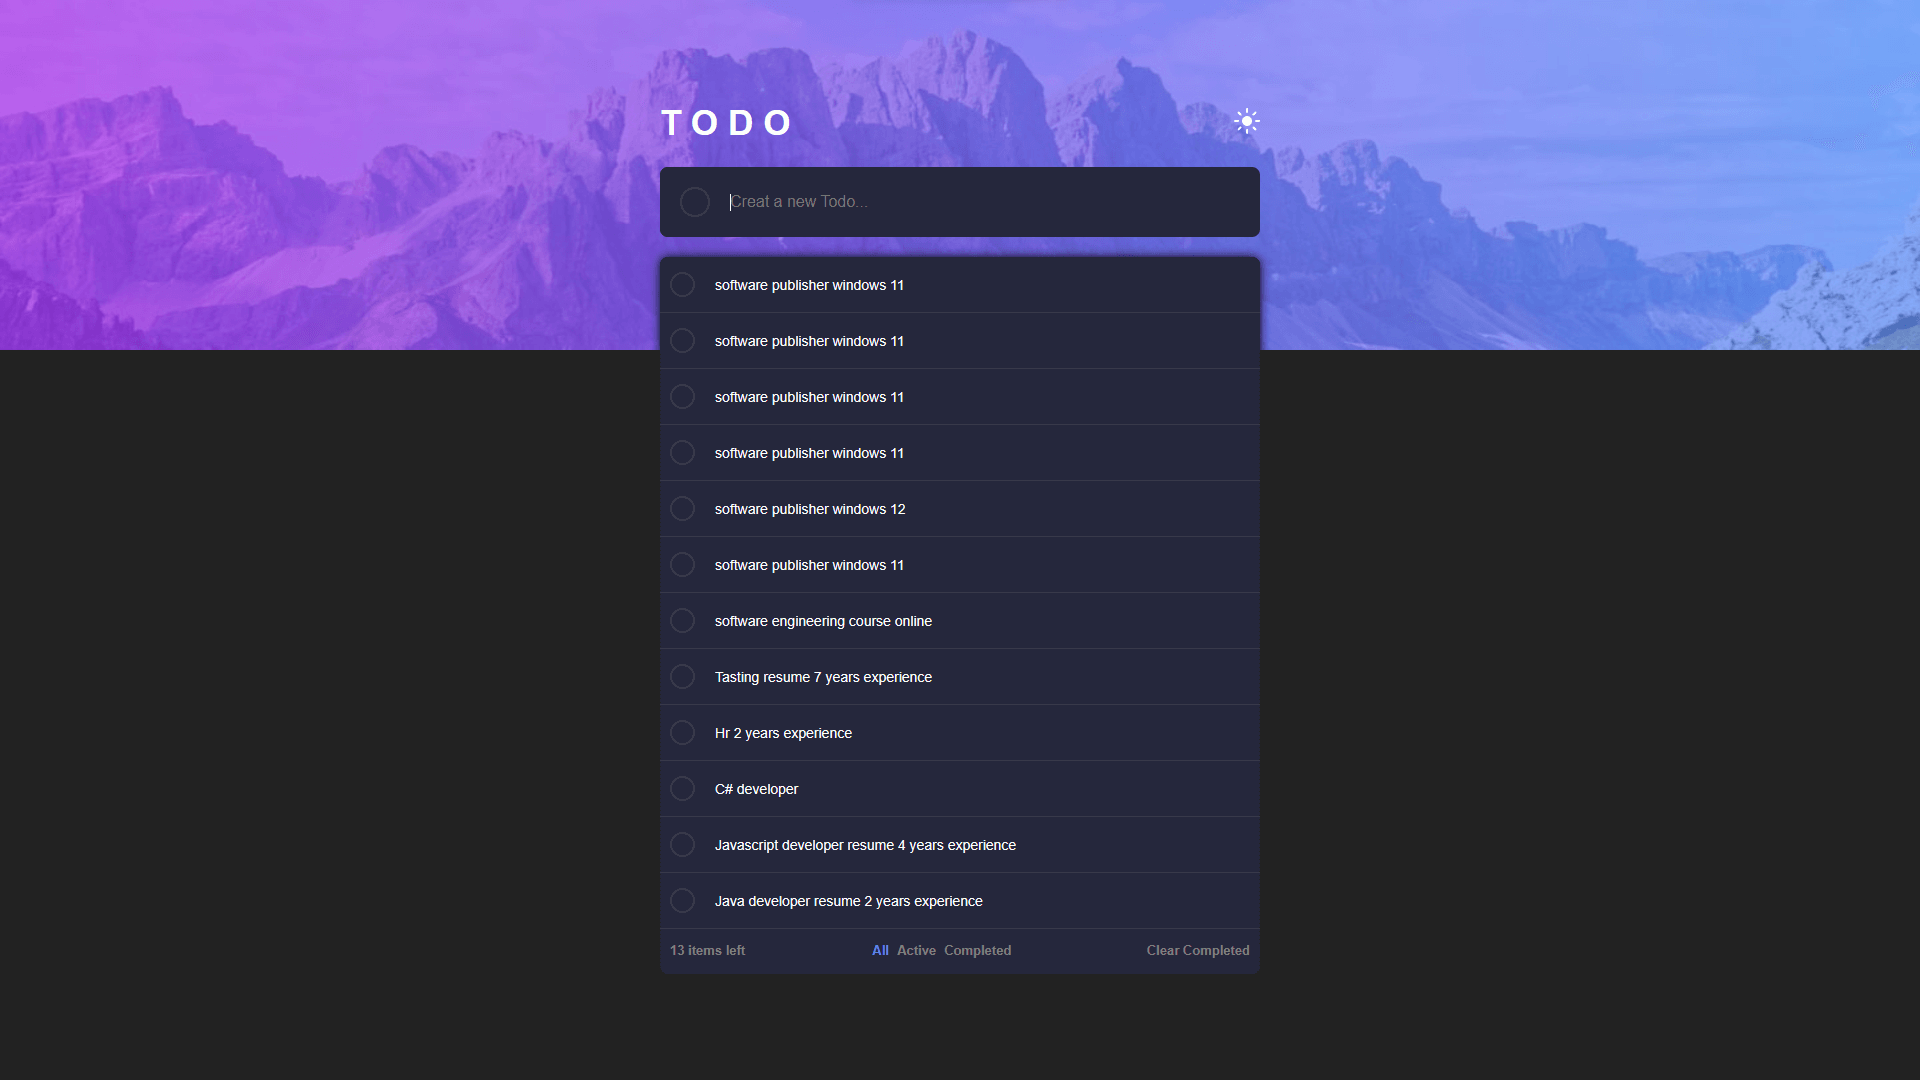 TODO
Creat a new Todo...
software publisher windows 11
software publisher windows 11
software publisher windows 11
software publisher windows 11
software publisher windows 12
software publisher windows 11
software engineering course online
Tasting resume 7 years experience
Hr 2 years experience
C# developer
Javascript developer resume 4 years experience
Java developer resume 2 years experience
13 items left All Active Completed Clear Completed